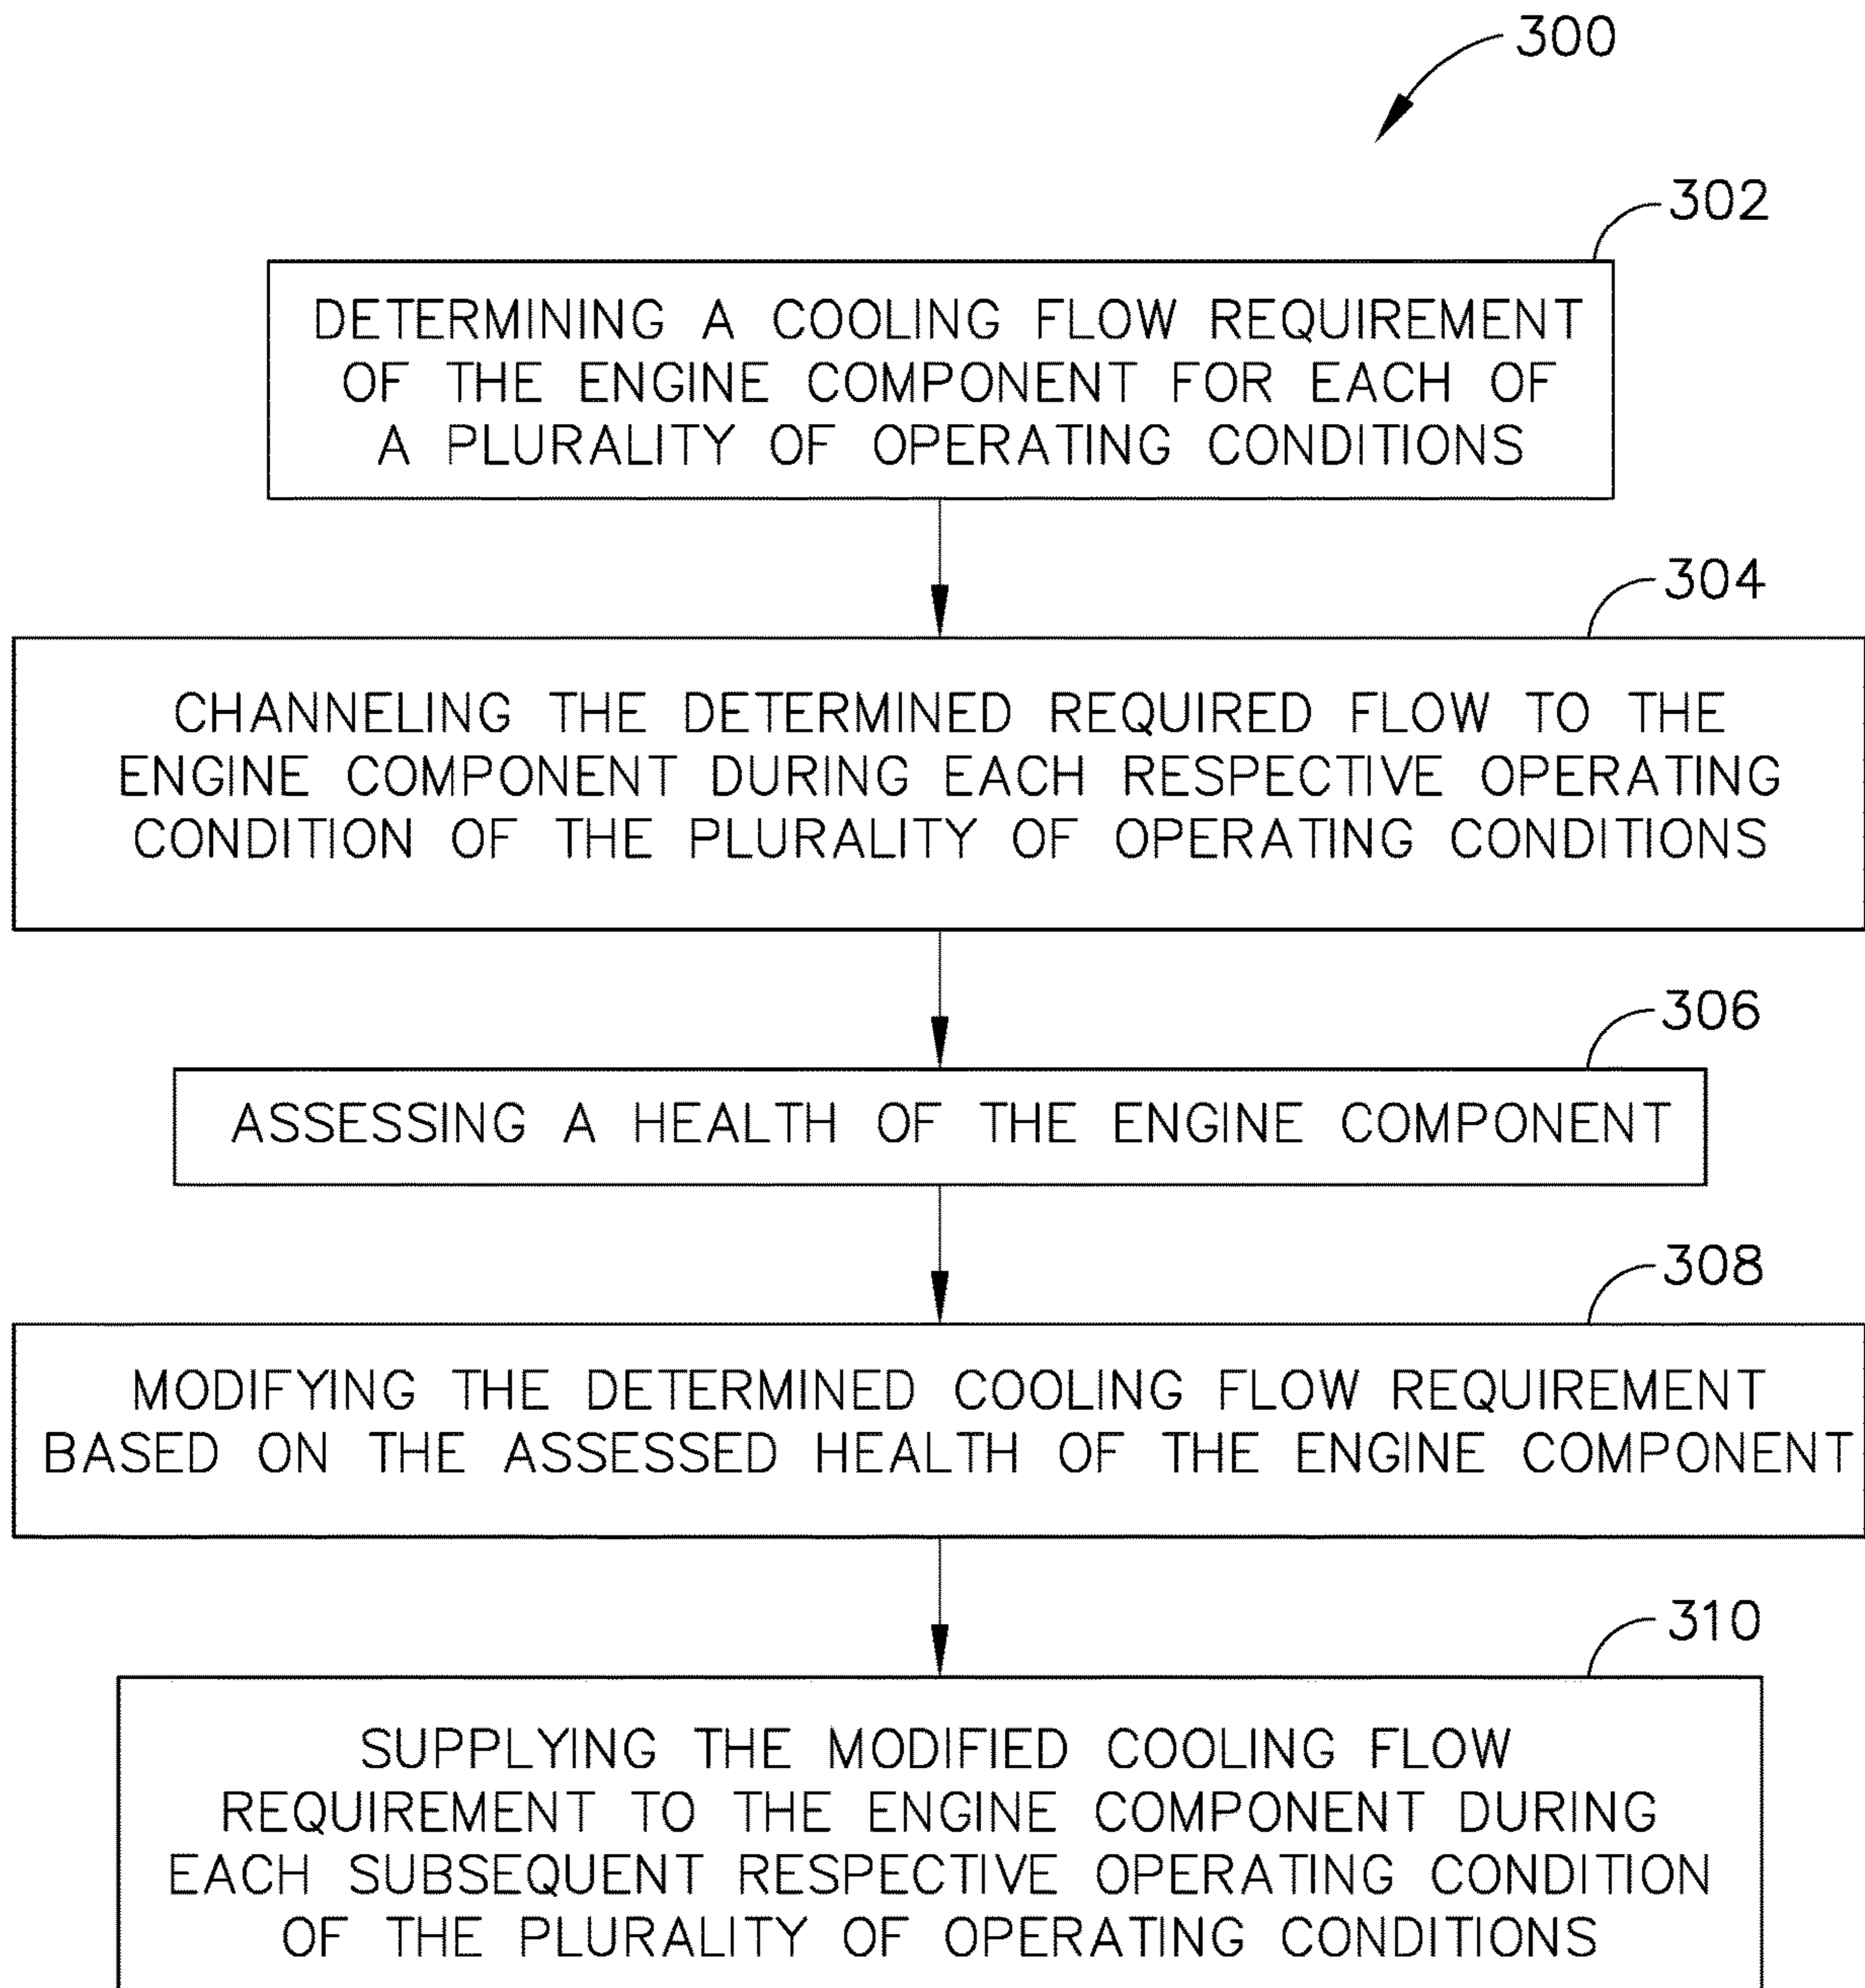 300
302
DETERMINING A COOLING FLOW REQUIREMENT
OF THE ENGINE COMPONENT FOR EACH OF
A PLURALITY OF OPERATING CONDITIONS
304
CHANNELING THE DETERMINED REQUIRED FLOW TO THE
ENGINE COMPONENT DURING EACH RESPECTIVE OPERATING
CONDITION OF THE PLURALITY OF OPERATING CONDITIONS
306
ASSESSING A HEALTH OF THE ENGINE COMPONENT
308
MODIFYING THE DETERMINED COOLING FLOW REQUIREMENT
BASED ON THE ASSESSED HEALTH OF THE ENGINE COMPONENT
310
SUPPLYING THE MODIFIED COOLING FLOW
REQUIREMENT TO THE ENGINE COMPONENT DURING
EACH SUBSEQUENT RESPECTIVE OPERATING CONDITION
OF THE PLURALITY OF OPERATING CONDITIONS